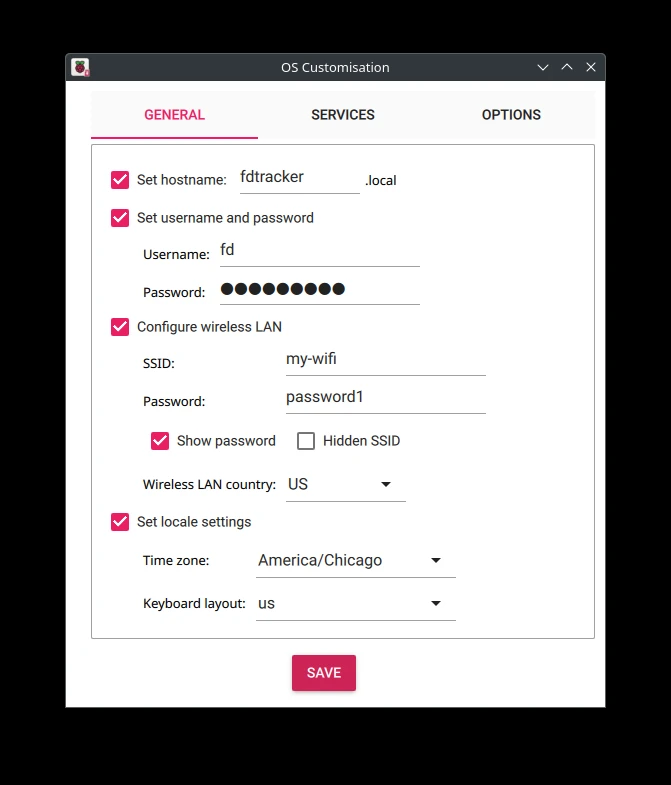 OS Customisation
GENERAL SERVICES OPTIONS
Set hostname: fdtracker .local
Set username and password
Username: fd
Password: ●●●●●●●●●
Configure wireless LAN
SSID: my-wifi
Password: password1
Show password Hidden SSID
Wireless LAN country: US
Set locale settings
Time zone: America/Chicago
Keyboard layout: us
SAVE